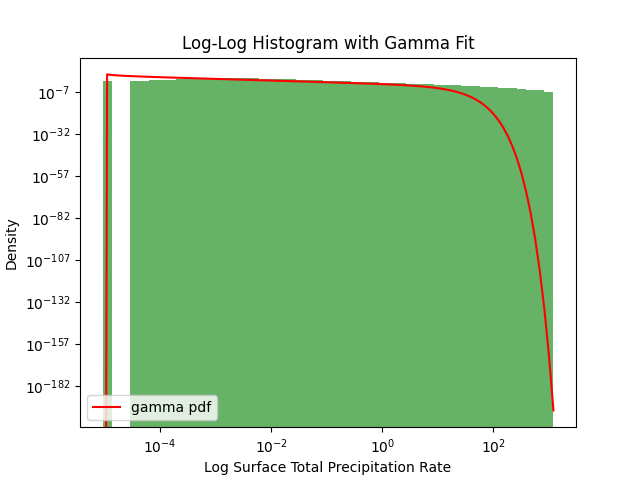 Log-Log Histogram with Gamma Fit
Density
10^-7
10^-32
10^-57
10^-82
10^-107
10^-132
10^-157
10^-182
gamma pdf
10^-4 10^-2 10^0 10^2
Log Surface Total Precipitation Rate